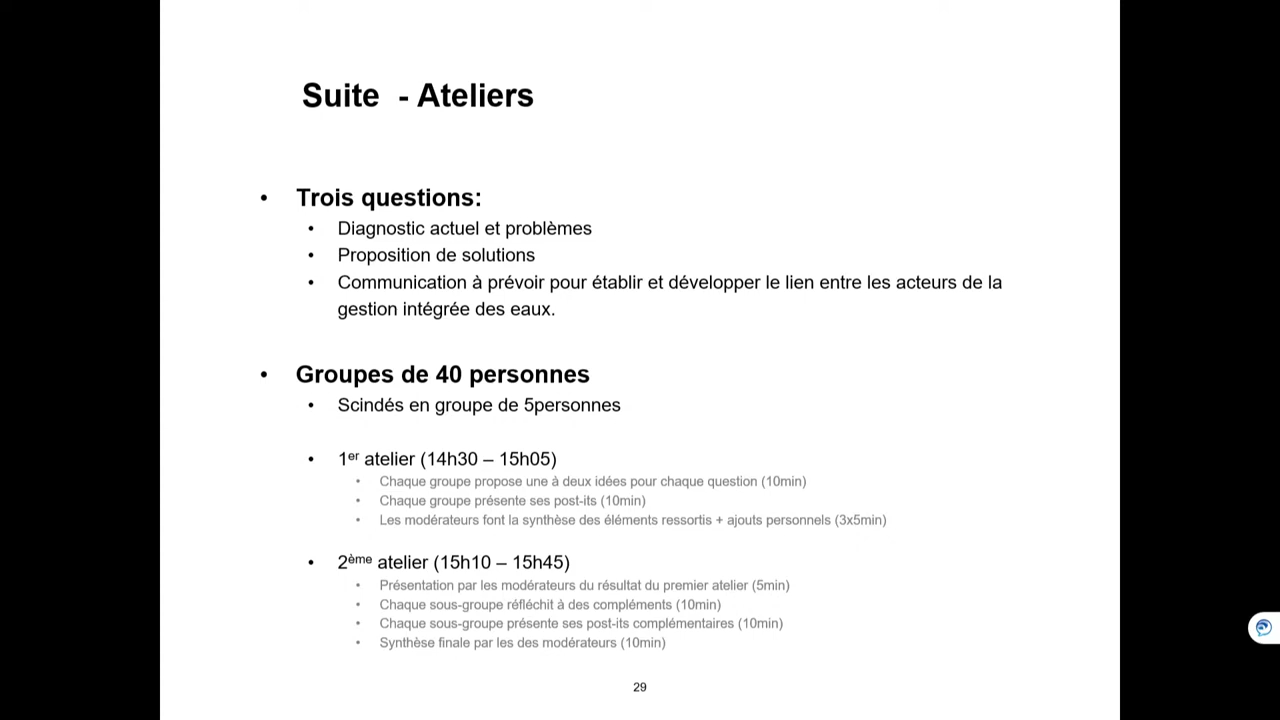 Suite - Ateliers
• Trois questions:
• Diagnostic actuel et problèmes
• Proposition de solutions
• Communication à prévoir pour établir et développer le lien entre les acteurs de la
gestion intégrée des eaux.
• Groupes de 40 personnes
• Scindés en groupe de 5personnes
• 1er atelier (14h30 – 15h05)
• Chaque groupe propose une à deux idées pour chaque question (10min)
• Chaque groupe présente ses post-its (10min)
• Les modérateurs font la synthèse des éléments ressortis + ajouts personnels (3x5min)
• 2ème atelier (15h10 – 15h45)
• Présentation par les modérateurs du résultat du premier atelier (5min)
• Chaque sous-groupe réfléchit à des compléments (10min)
• Chaque sous-groupe présente ses post-its complémentaires (10min)
• Synthèse finale par les des modérateurs (10min)
29